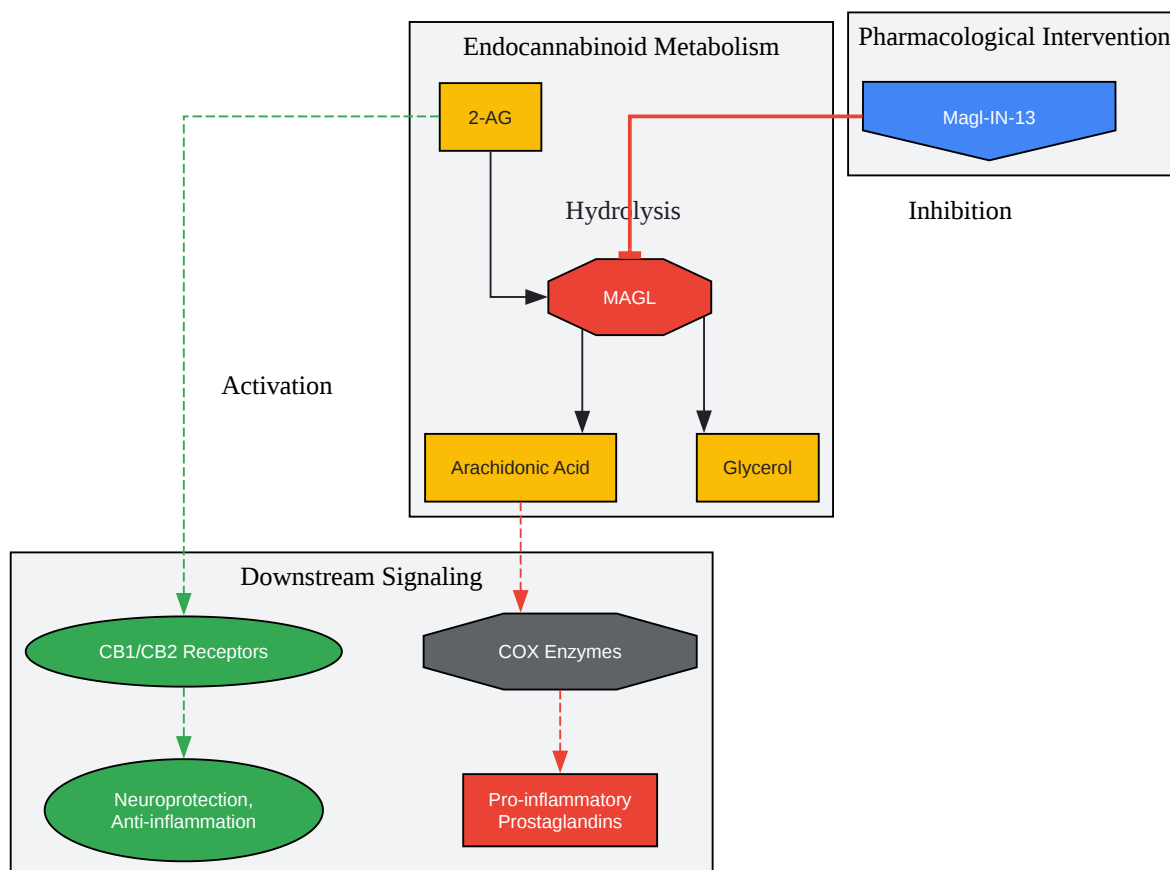 Endocannabinoid Metabolism
Pharmacological Intervention
2-AG
Magl-IN-13
Hydrolysis
Inhibition
MAGL
Activation
Arachidonic Acid
Glycerol
Downstream Signaling
CB1/CB2 Receptors
COX Enzymes
Neuroprotection,
Anti-inflammation
Pro-inflammatory
Prostaglandins